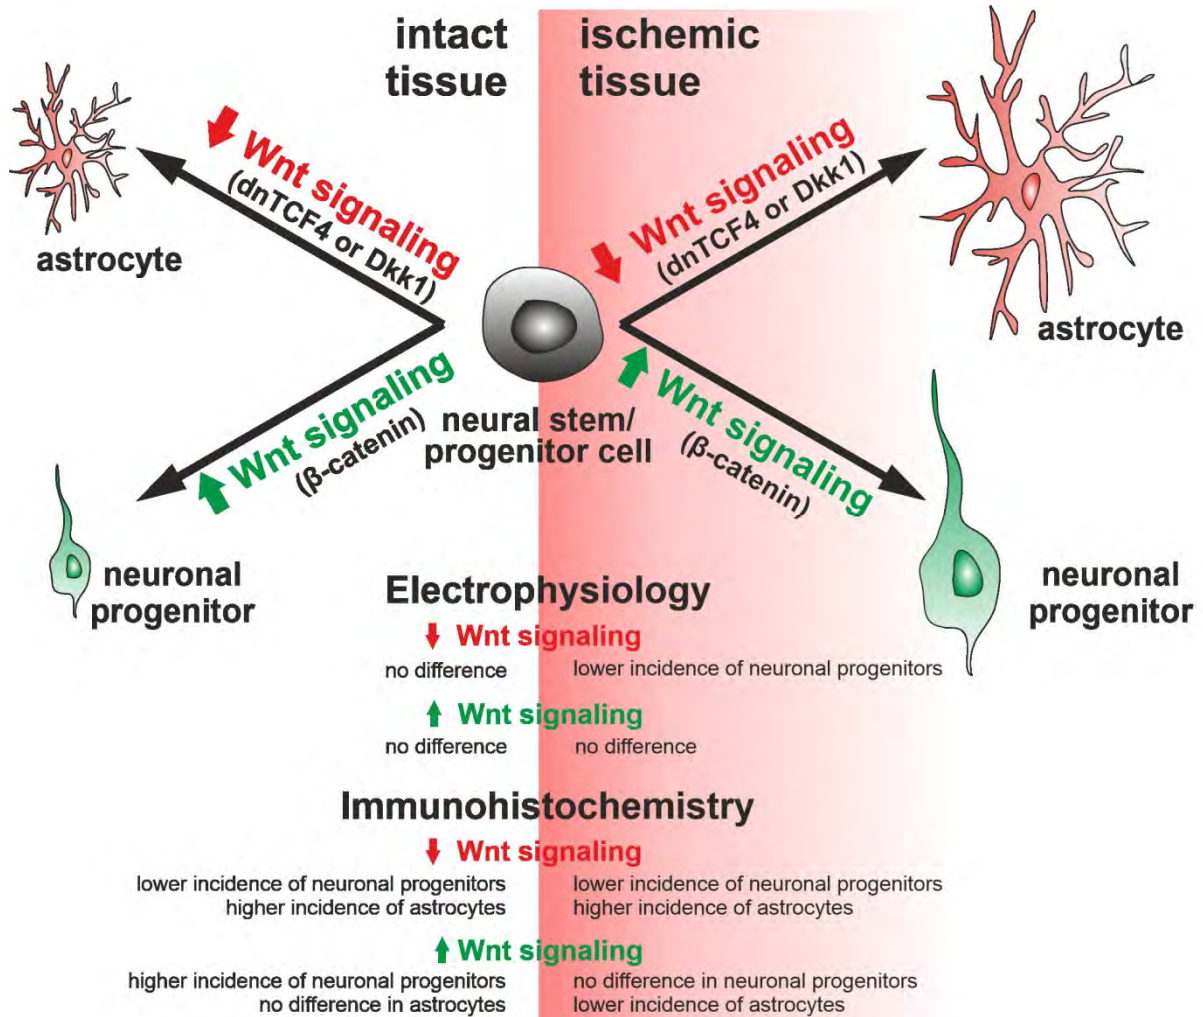 intact
tissue
ischemic
tissue
Wnt signaling
(dnTCF4 or Dkk1)
astrocyte
Wnt signaling
(dnTCF4 or Dkk1)
astrocyte
Wnt signaling
(β-catenin)
neuronal
progenitor
neural stem/
progenitor cell
Wnt signaling
(β-catenin)
neuronal
progenitor
Electrophysiology
Wnt signaling
no difference
lower incidence of neuronal progenitors
Wnt signaling
no difference
no difference
Immunohistochemistry
Wnt signaling
lower incidence of neuronal progenitors
higher incidence of astrocytes
lower incidence of neuronal progenitors
higher incidence of astrocytes
Wnt signaling
higher incidence of neuronal progenitors
no difference in astrocytes
no difference in neuronal progenitors
lower incidence of astrocytes